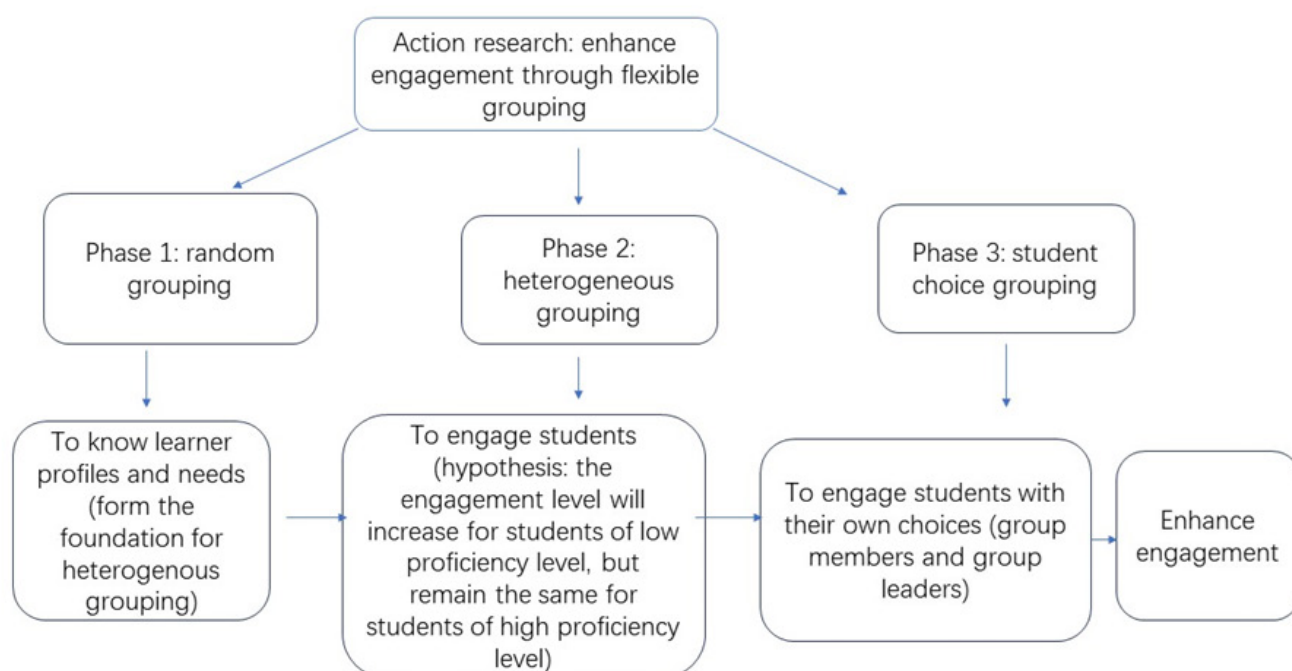 Action research: enhance
engagement through flexible
grouping
Phase 1: random
grouping
Phase 2:
heterogeneous
grouping
Phase 3: student
choice grouping
To know learner
profiles and needs
(form the
foundation for
heterogenous
grouping)
To engage students
(hypothesis: the
engagement level will
increase for students of low
proficiency level, but
remain the same for
students of high proficiency
level)
To engage students with
their own choices (group
members and group
leaders)
Enhance
engagement